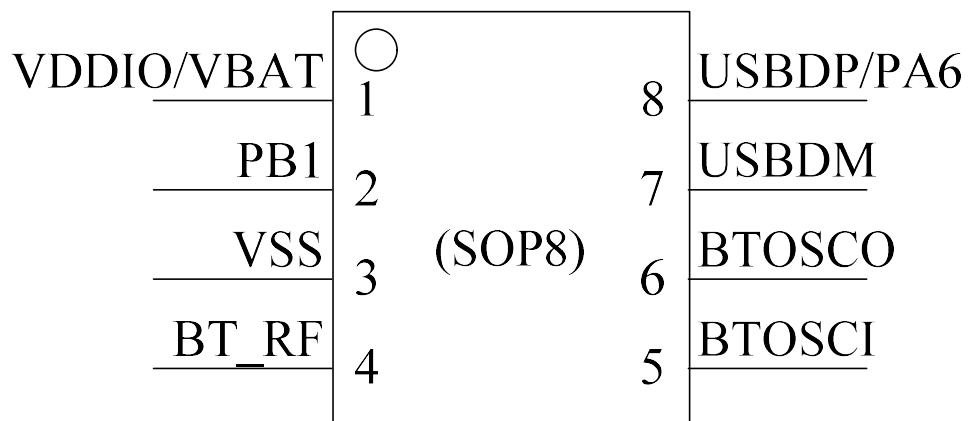 VDDIO/VBAT 1 8 USBDP/PA6
PB1 2 7 USBDM
VSS 3 (SOP8) 6 BTOSCO
BT_RF 4 5 BTOSCI